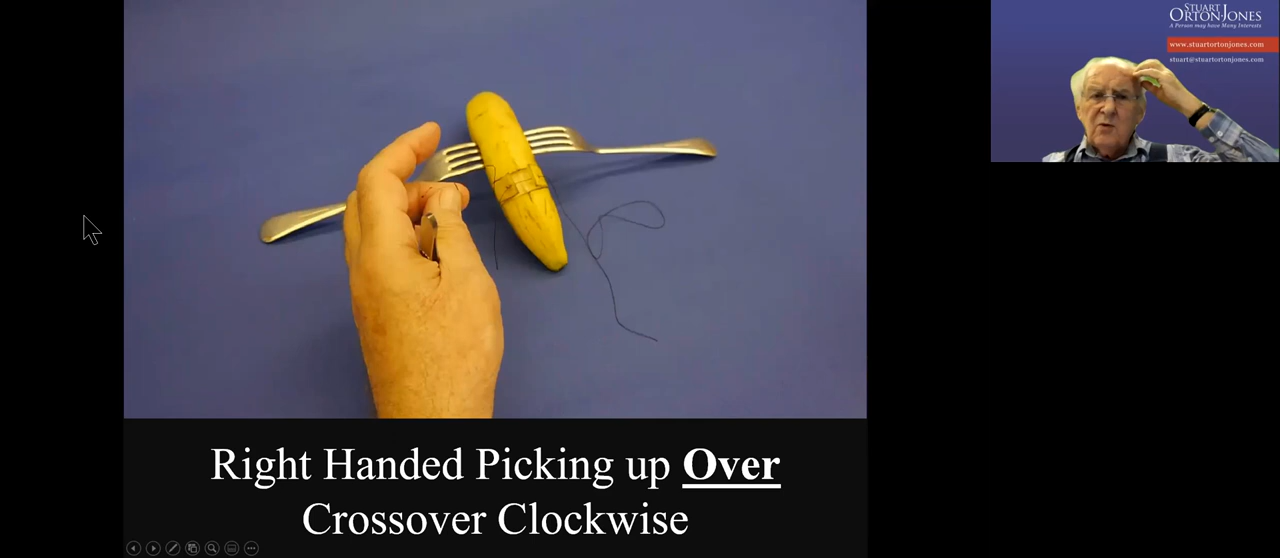 STUART
ORTON-JONES
A Person may have Many Interests
www.stuartortonjones.com
stuart@stuartortonjones.com
Right Handed Picking up Over
Crossover Clockwise